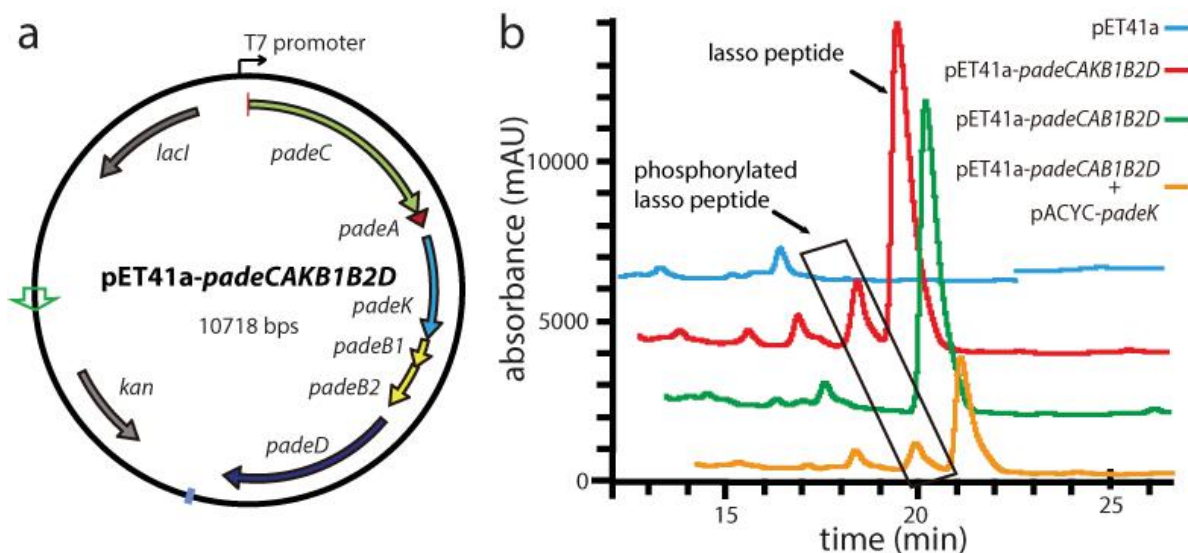 a
T7 promoter
lacI
padeC
padeA
pET41a-padeCAKB1B2D
padeK
10718 bps
padeB1
padeB2
kan
padeD
b
absorbance (mAU)
10000
5000
0
lasso peptide
phosphorylated
lasso peptide
pET41a
pET41a-padeCAKB1B2D
pET41a-padeCAB1B2D
pET41a-padeCAB1B2D
+
pACYC-padeK
15
20
25
time (min)